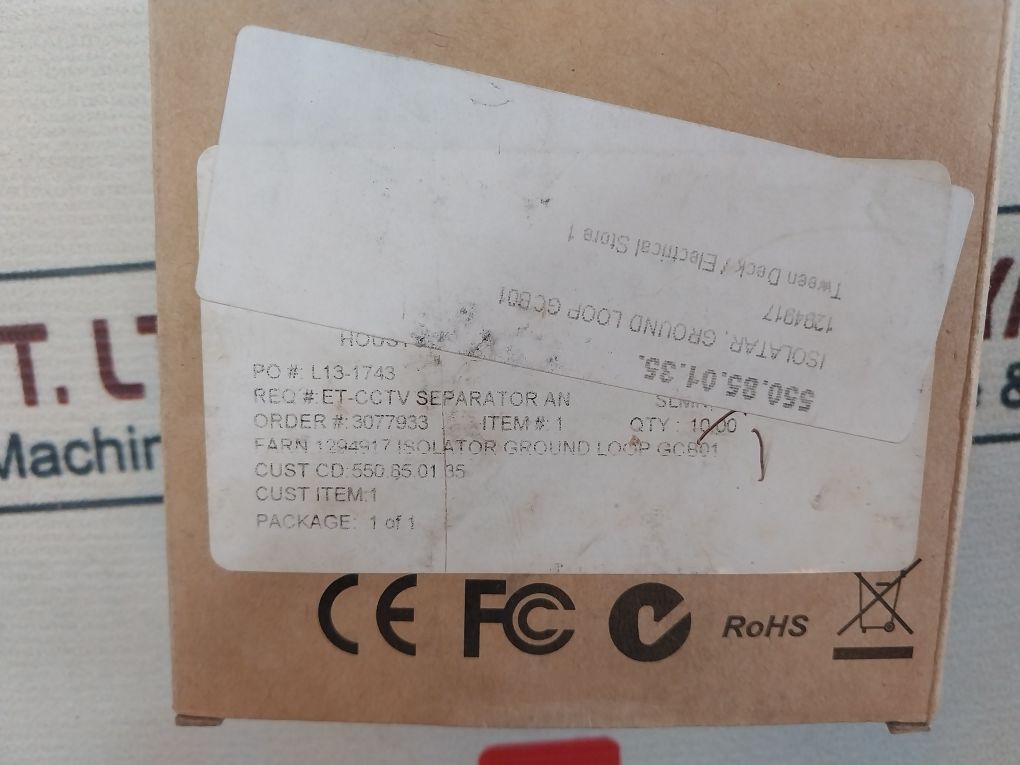 550.85.01.35.
ISOLATAR, GROUND LOOP GCB01
1294917
Tween Deck / Electrical Store 1
PO #: L13-1743
REQ #:ET-CCTV SEPARATOR AN
ORDER #:3077933 ITEM #: 1 QTY : 10.00
FARN 1294917 ISOLATOR GROUND LOOP GCB01
CUST CD:550.85.01.35
CUST ITEM:1
PACKAGE: 1 of 1
CE FC RoHS
T. LT
Machin
&